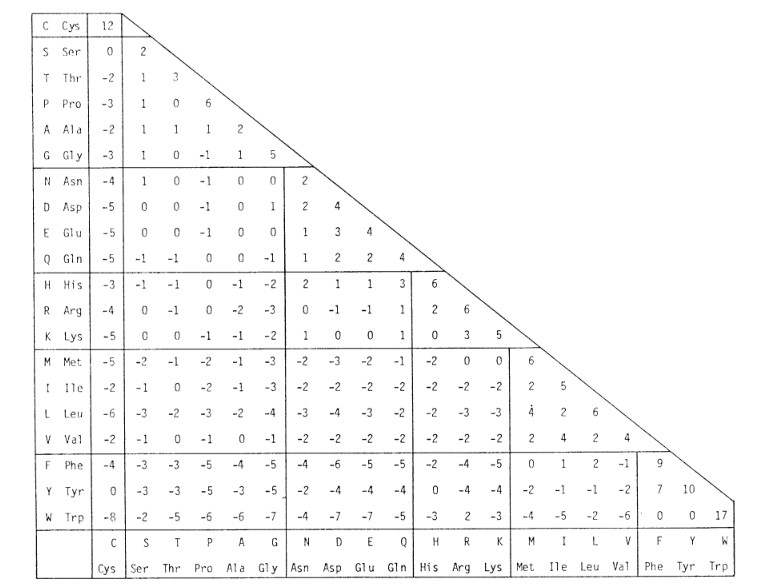 C Cys 12
S Ser 0 2
T Thr -2 1 3
P Pro -3 1 0 6
A Ala -2 1 1 1 2
G Gly -3 1 0 -1 1 5
N Asn -4 1 0 -1 0 0 2
D Asp -5 0 0 -1 0 1 2 4
E Glu -5 0 0 -1 0 0 1 3 4
Q Gln -5 -1 -1 0 0 -1 1 2 2 4
H His -3 -1 -1 0 -1 -2 2 1 1 3 6
R Arg -4 0 -1 0 -2 -3 0 -1 -1 1 2 6
K Lys -5 0 0 -1 -1 -2 1 0 0 1 0 3 5
M Met -5 -2 -1 -2 -1 -3 -2 -3 -2 -1 -2 0 0 6
I Ile -2 -1 0 -2 -1 -3 -2 -2 -2 -2 -2 -2 -2 2 5
L Leu -6 -3 -2 -3 -2 -4 -3 -4 -3 -2 -2 -3 -3 4 2 6
V Val -2 -1 0 -1 0 -1 -2 -2 -2 -2 -2 -2 -2 2 4 2 4
F Phe -4 -3 -3 -5 -4 -5 -4 -6 -5 -5 -2 -4 -5 0 1 2 -1 9
Y Tyr 0 -3 -3 -5 -3 -5 -2 -4 -4 -4 0 -4 -4 -2 -1 -1 -2 7 10
W Trp -8 -2 -5 -6 -6 -7 -4 -7 -7 -5 -3 2 -3 -4 -5 -2 -6 0 0 17
C S T P A G N D E Q H R K M I L V F Y W
Cys Ser Thr Pro Ala Gly Asn Asp Glu Gln His Arg Lys Met Ile Leu Val Phe Tyr Trp